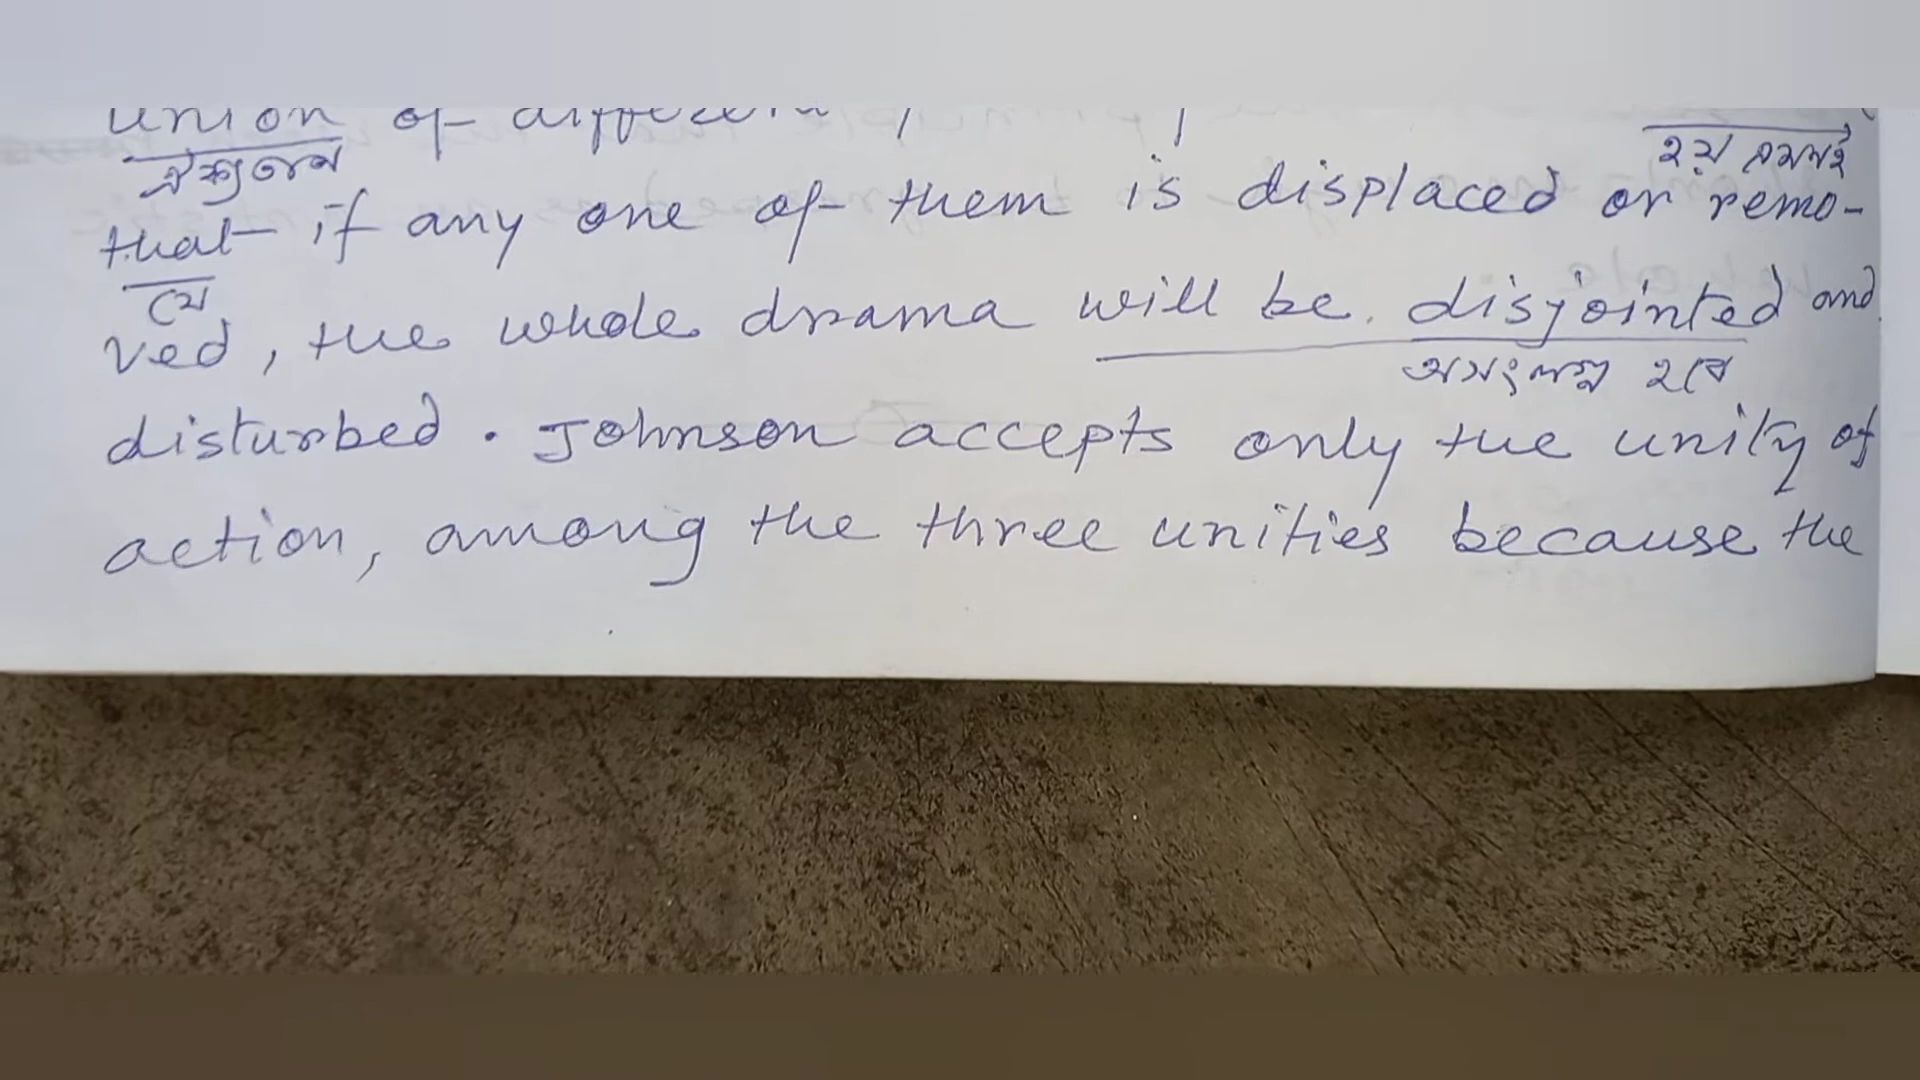 union of different
that if any one of them is displaced or remo-
যে
ved, the whole drama will be. disjointed and
অসংলগ্ন হবে
disturbed. Johnson accepts only the unity of
action, among the three unities because the